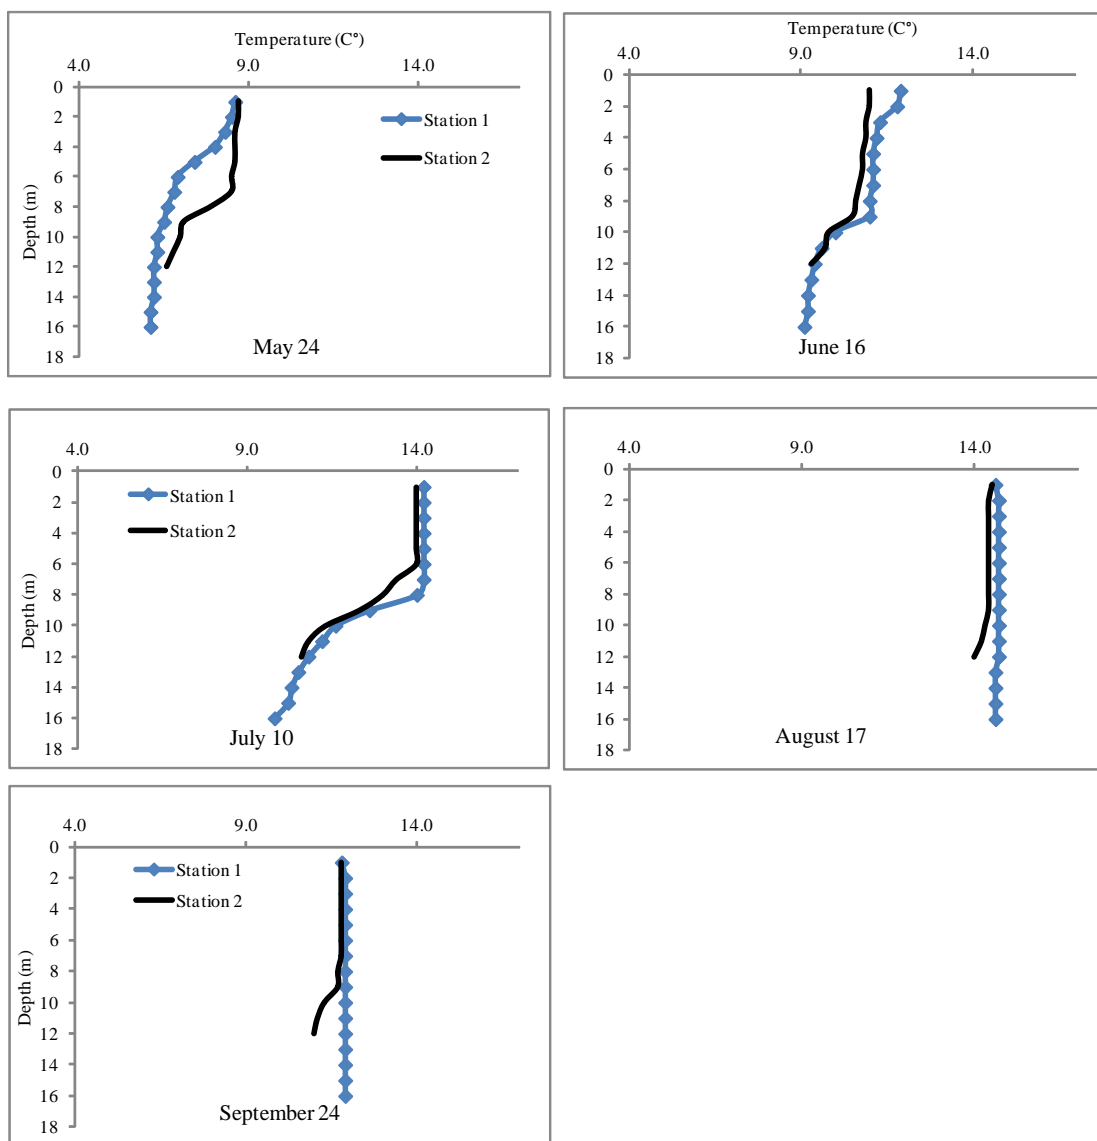 Temperature (C°)
4.0 9.0 14.0
0
2
4
6
8
10
12
14
16
18
Depth (m)
Station 1
Station 2
May 24
Temperature (C°)
4.0 9.0 14.0
0
2
4
6
8
10
12
14
16
18
June 16
4.0 9.0 14.0
0
2
4
6
8
10
12
14
16
18
Depth (m)
Station 1
Station 2
July 10
4.0 9.0 14.0
0
2
4
6
8
10
12
14
16
18
August 17
4.0 9.0 14.0
0
2
4
6
8
10
12
14
16
18
Depth (m)
Station 1
Station 2
September 24